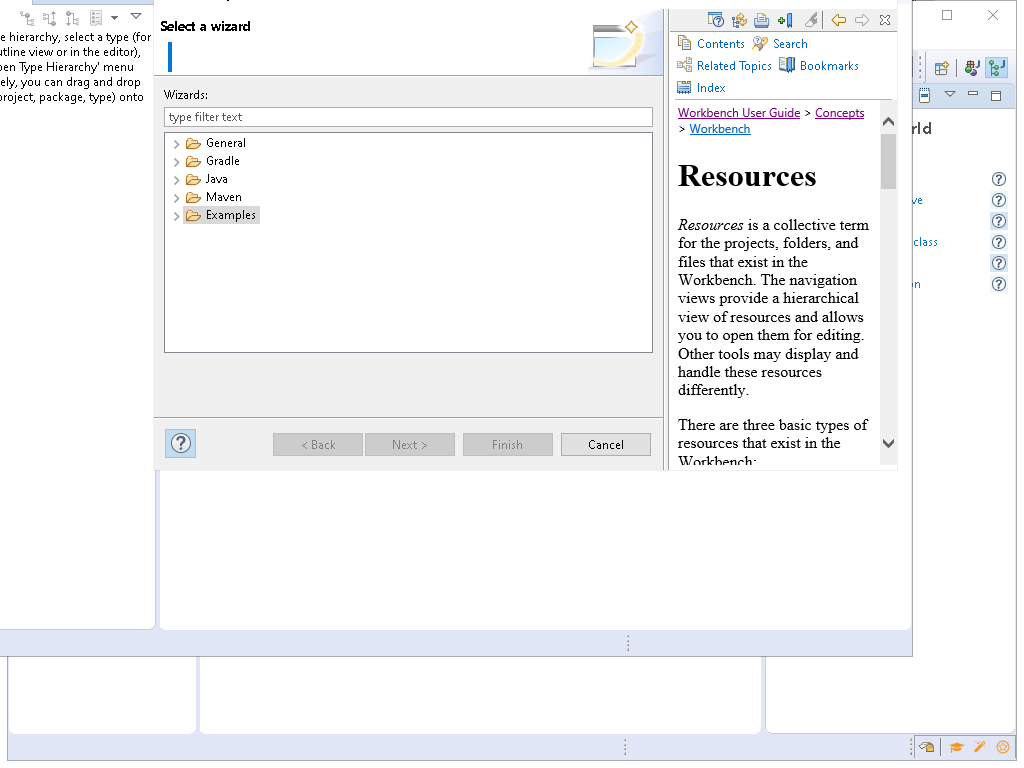 e hierarchy, select a type (for
utline view or in the editor),
pen Type Hierarchy' menu
ely, you can drag and drop
project, package, type) onto
Select a wizard
Wizards:
type filter text
General
Gradle
Java
Maven
Examples
< Back
Next >
Finish
Cancel
Contents
Search
Related Topics
Bookmarks
Index
Workbench User Guide > Concepts
> Workbench
Resources
Resources is a collective term
for the projects, folders, and
files that exist in the
Workbench. The navigation
views provide a hierarchical
view of resources and allows
you to open them for editing.
Other tools may display and
handle these resources
differently.
There are three basic types of
resources that exist in the
Workbench:
rld
ve
class
on